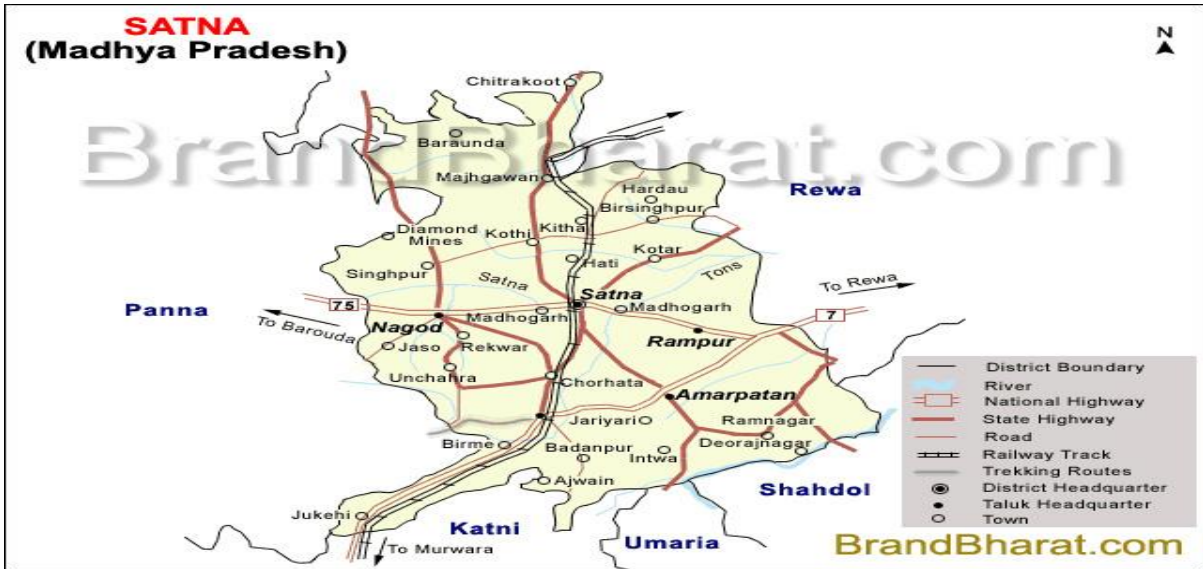 SATNA
(Madhya Pradesh)
N
BrandBharat.com
Chitrakoot
Baraunda
Majhgawan
Hardau
Birsinghpur
Rewa
Diamond
Mines
Kothi
Kitha
Kotar
Singhpur
Hati
Satna
Tons
Satna
To Rewa
Panna
75
Madhogarh
Madhogarh
7
To Barouda
Nagod
Rampur
Jaso
Rekwar
Unchahra
Chorhata
Amarpatan
Jariyari
Ramnagar
Birme
Badanpur
Intwa
Deorajnagar
Ajwain
Shahdol
Jukehi
Katni
Umaria
To Murwara
District Boundary
River
National Highway
State Highway
Road
Railway Track
Trekking Routes
District Headquarter
Taluk Headquarter
Town
BrandBharat.com